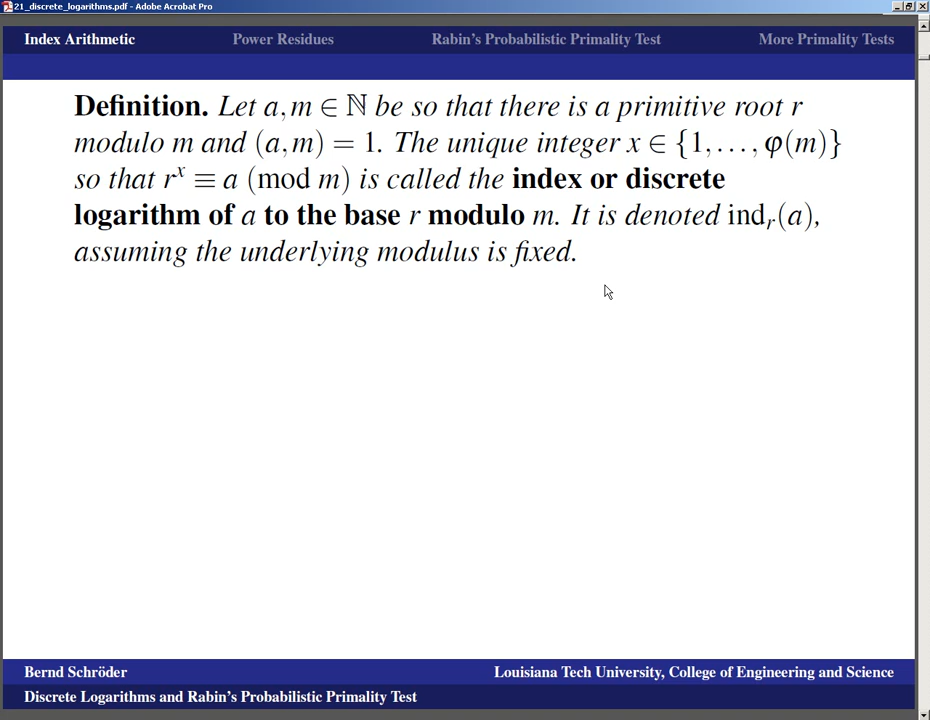 21_discrete_logarithms.pdf - Adobe Acrobat Pro
Index Arithmetic Power Residues Rabin's Probabilistic Primality Test More Primality Tests
Definition. Let a, m ∈ ℕ be so that there is a primitive root r
modulo m and (a, m) = 1. The unique integer x ∈ {1, …, φ(m)}
so that r^x ≡ a (mod m) is called the index or discrete
logarithm of a to the base r modulo m. It is denoted ind_r(a),
assuming the underlying modulus is fixed.
Bernd Schröder Louisiana Tech University, College of Engineering and Science
Discrete Logarithms and Rabin's Probabilistic Primality Test